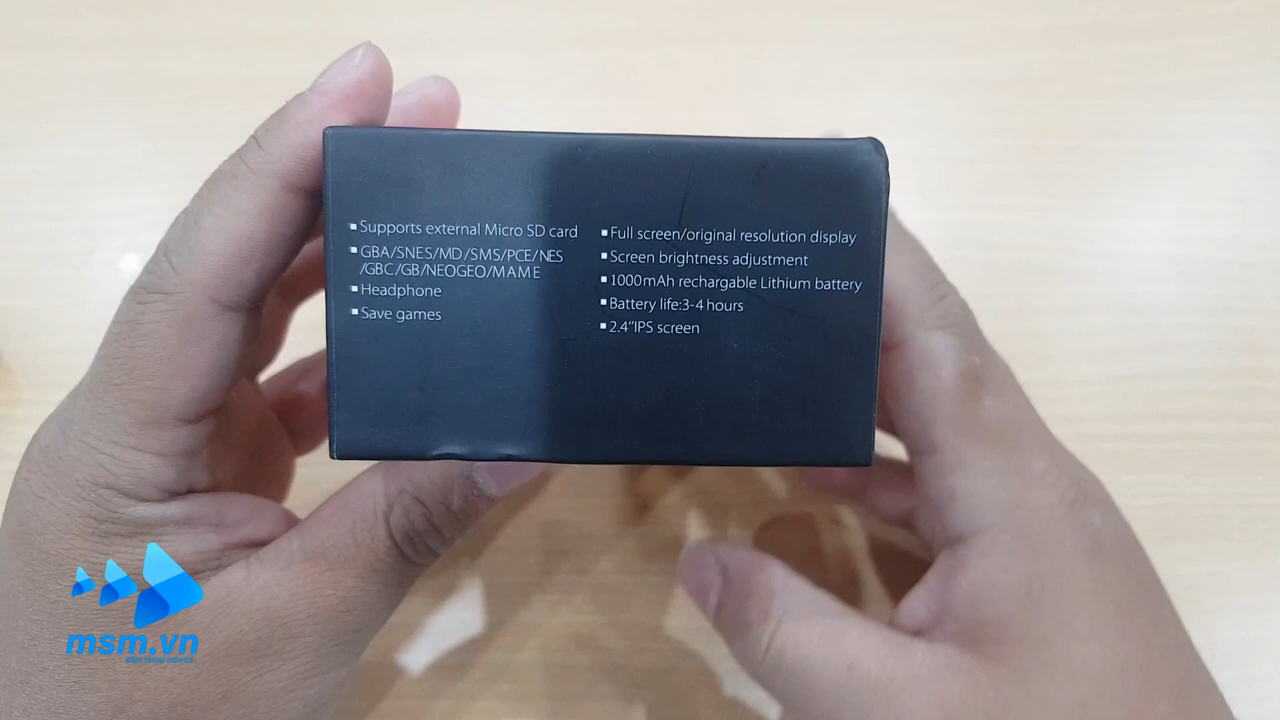 Supports external Micro SD card
GBA/SNES/MD/SMS/PCE/NES
/GBC/GB/NEOGEO/MAME
Headphone
Save games
Full screen/original resolution display
Screen brightness adjustment
1000mAh rechargable Lithium battery
Battery life:3-4 hours
2.4"IPS screen
msm.vn